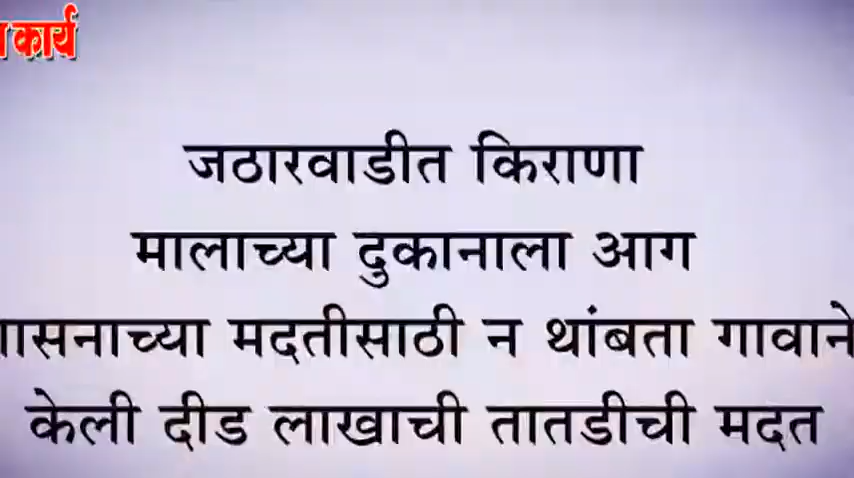 कार्य
जठारवाडीत किराणा
मालाच्या दुकानाला आग
मदतीसाठी न थांबता गावाने
केली दीड लाखाची तातडीची मदत